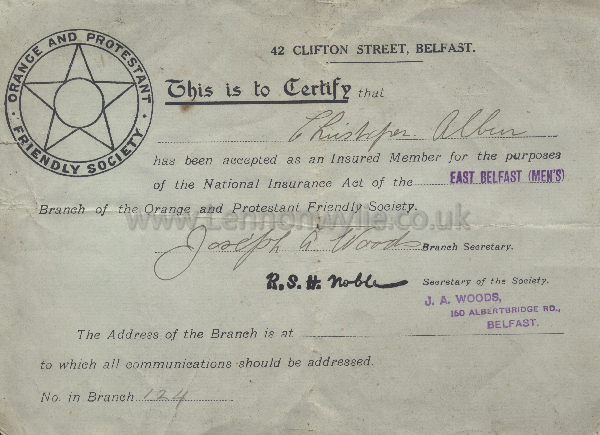 ORANGE AND PROTESTANT
FRIENDLY SOCIETY
42 CLIFTON STREET, BELFAST.
This is to Certify that
Christopher
has been accepted as an Insured Member for the purposes
of the National Insurance Act of the EAST BELFAST (MEN'S)
Branch of the Orange and Protestant Friendly Society.
www.Lennonwylie.co.uk
Joseph A Woods Branch Secretary.
R.S.H. Noble Secretary of the Society.
J. A. WOODS,
150 ALBERTBRIDGE RD.,
BELFAST.
The Address of the Branch is at
to which all communications should be addressed.
No. in Branch 124